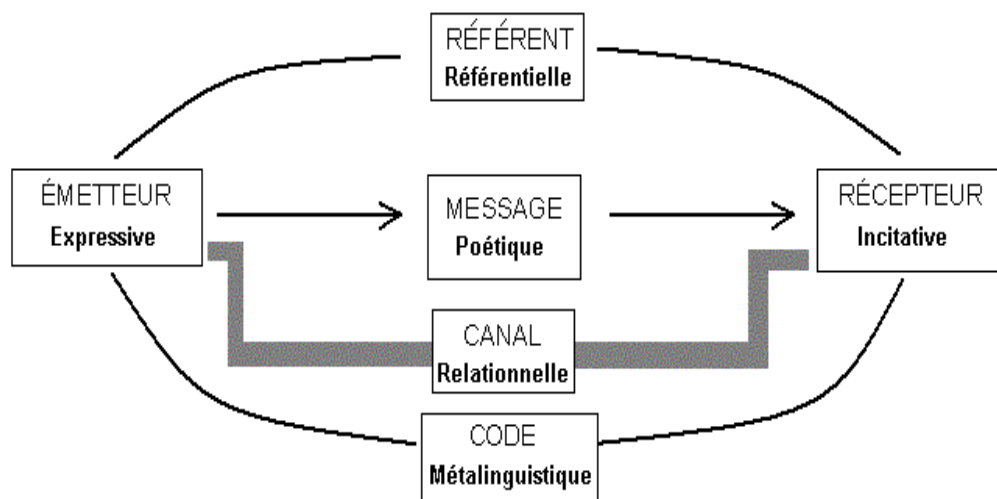 RÉFÉRENT
Référentielle
ÉMETTEUR
Expressive
MESSAGE
Poétique
RÉCEPTEUR
Incitative
CANAL
Relationnelle
CODE
Métalinguistique